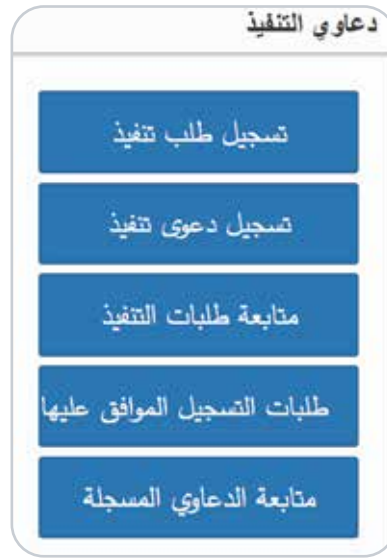 دعاوي التنفيذ
تسجيل طلب تنفيذ
تسجيل دعوى تنفيذ
متابعة طلبات التنفيذ
طلبات التسجيل الموافق عليها
متابعة الدعاوي المسجلة